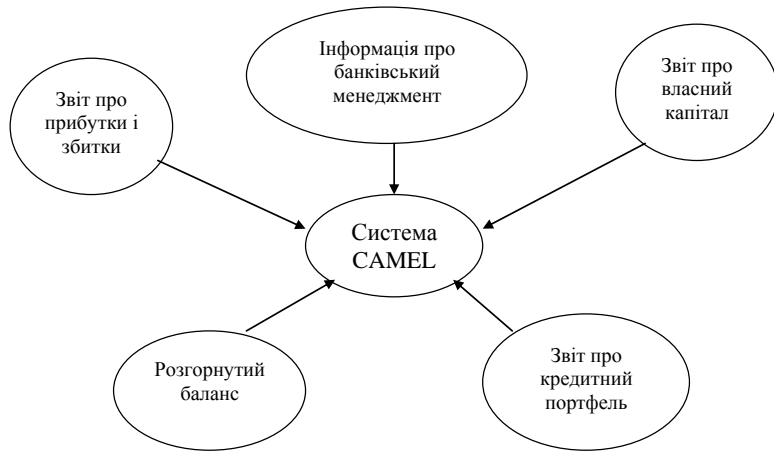 Інформація про
банківський
менеджмент
Звіт про
власний
капітал
Звіт про
прибутки і
збитки
Система
CAMEL
Розгорнутий
баланс
Звіт про
кредитний
портфель